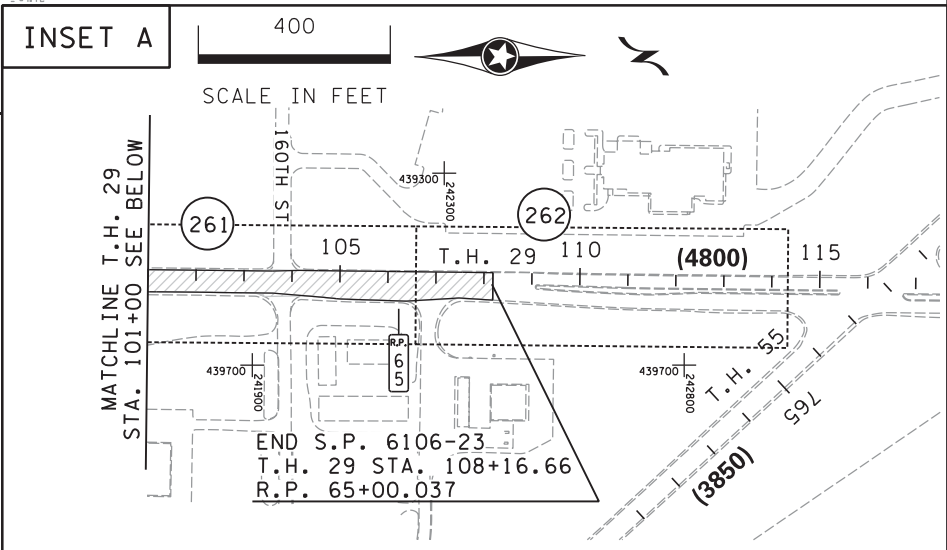 INSET A
400
SCALE IN FEET
MATCHLINE T.H. 29
STA. 101+00 SEE BELOW
160TH ST
439300
242300
261
262
105
T.H. 29
110
(4800)
115
R.P.
6
5
439700
241900
439700
242800
T.H. 55
765
(3850)
END S.P. 6106-23
T.H. 29 STA. 108+16.66
R.P. 65+00.037